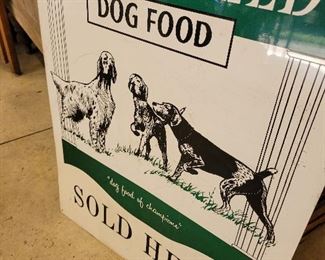 DOG FOOD
"dog food of champions"
SOLD HE